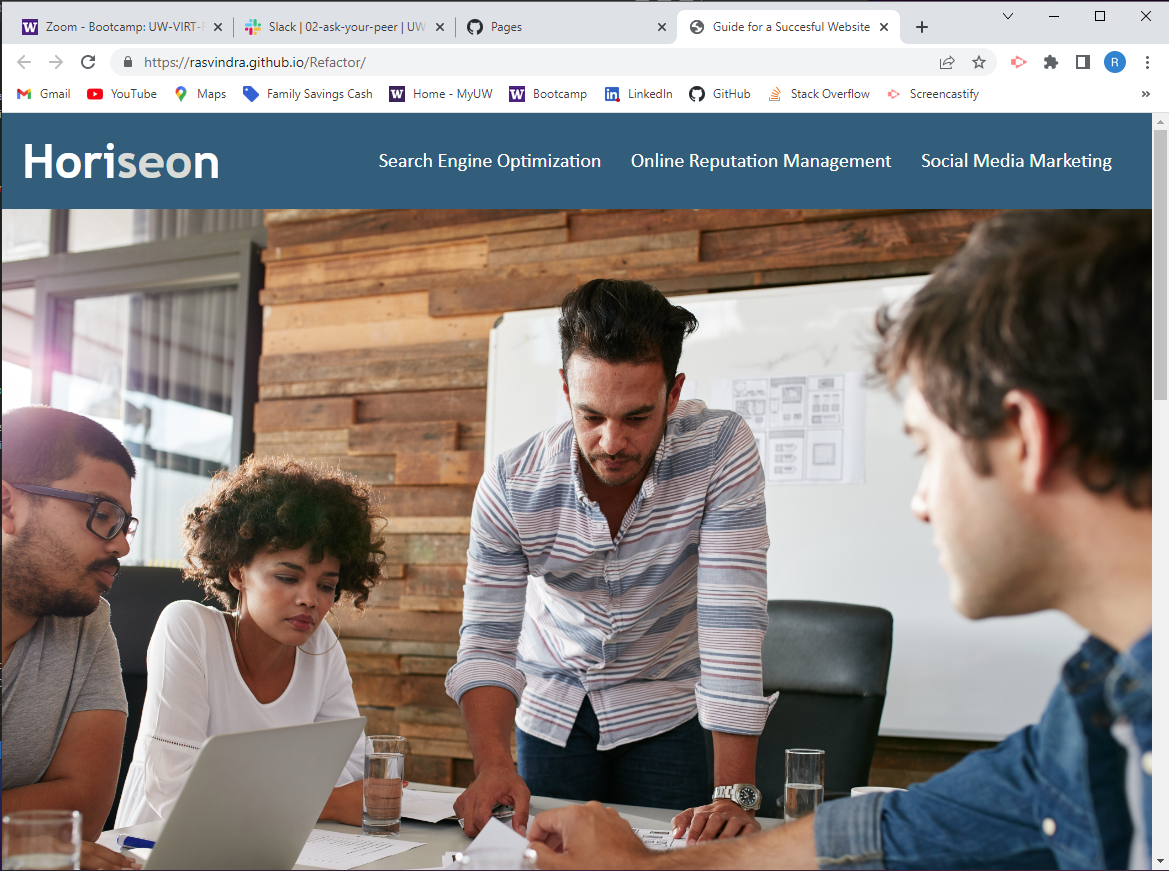 Zoom - Bootcamp: UW-VIRT-
Slack | 02-ask-your-peer | UW
Pages
Guide for a Succesful Website
https://rasvindra.github.io/Refactor/
R
Gmail
YouTube
Maps
Family Savings Cash
Home - MyUW
Bootcamp
LinkedIn
GitHub
Stack Overflow
Screencastify
Horiseon
Search Engine Optimization
Online Reputation Management
Social Media Marketing